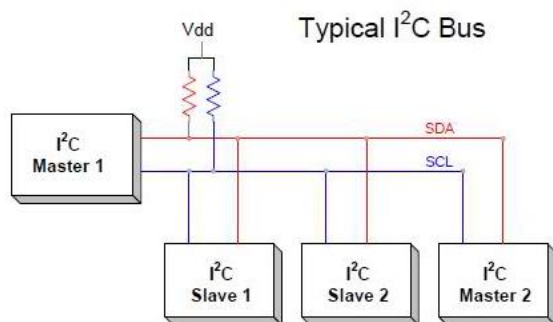 Typical I²C Bus
Vdd
SDA
SCL
I²C
Master 1
I²C
Slave 1
I²C
Slave 2
I²C
Master 2